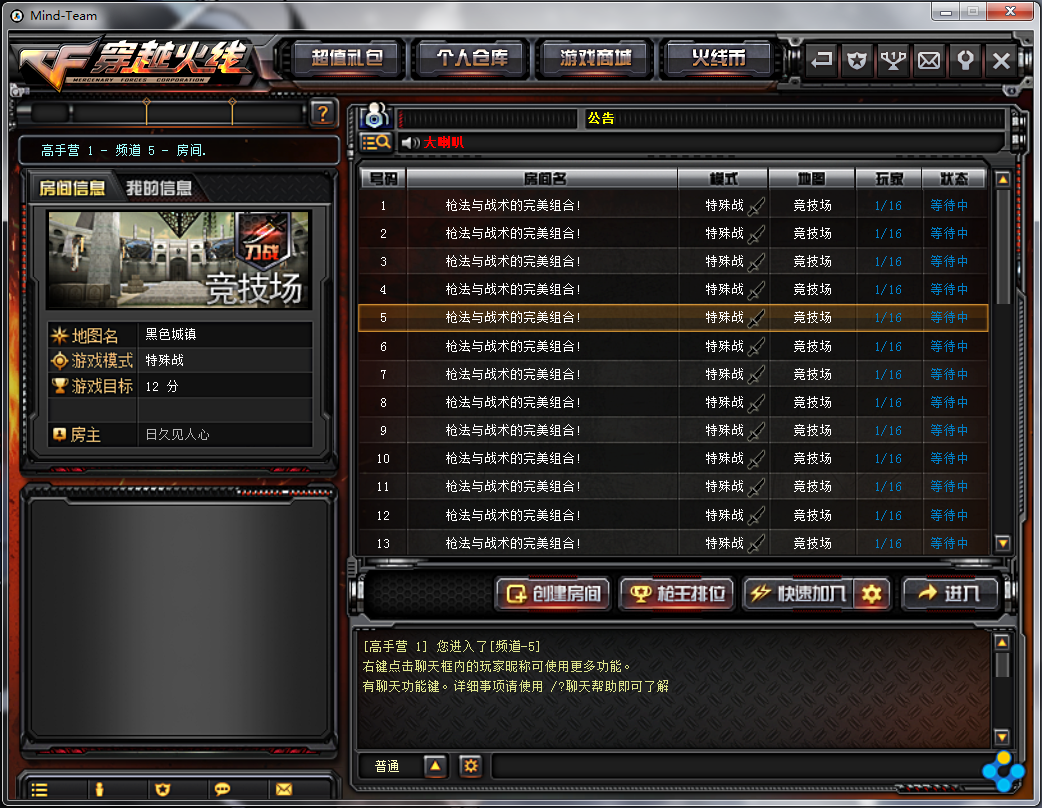 Mind-Team
CF 穿越火线
MERCENARY FORCES CORPORATION
超值礼包 个人仓库 游戏商城 火线币
?
公告
大喇叭
高手营 1 - 频道 5 - 房间.
房间信息 我的信息
刀战
竞技场
地图名 黑色城镇
游戏模式 特殊战
游戏目标 12 分
房主 日久见人心
号码 房间名 模式 地图 玩家 状态
1 枪法与战术的完美组合! 特殊战 竞技场 1/16 等待中
2 枪法与战术的完美组合! 特殊战 竞技场 1/16 等待中
3 枪法与战术的完美组合! 特殊战 竞技场 1/16 等待中
4 枪法与战术的完美组合! 特殊战 竞技场 1/16 等待中
5 枪法与战术的完美组合! 特殊战 竞技场 1/16 等待中
6 枪法与战术的完美组合! 特殊战 竞技场 1/16 等待中
7 枪法与战术的完美组合! 特殊战 竞技场 1/16 等待中
8 枪法与战术的完美组合! 特殊战 竞技场 1/16 等待中
9 枪法与战术的完美组合! 特殊战 竞技场 1/16 等待中
10 枪法与战术的完美组合! 特殊战 竞技场 1/16 等待中
11 枪法与战术的完美组合! 特殊战 竞技场 1/16 等待中
12 枪法与战术的完美组合! 特殊战 竞技场 1/16 等待中
13 枪法与战术的完美组合! 特殊战 竞技场 1/16 等待中
创建房间 枪王排位 快速加入 进入
[高手营 1] 您进入了[频道-5]
右键点击聊天框内的玩家昵称可使用更多功能。
有聊天功能键。详细事项请使用 /?聊天帮助即可了解
普通